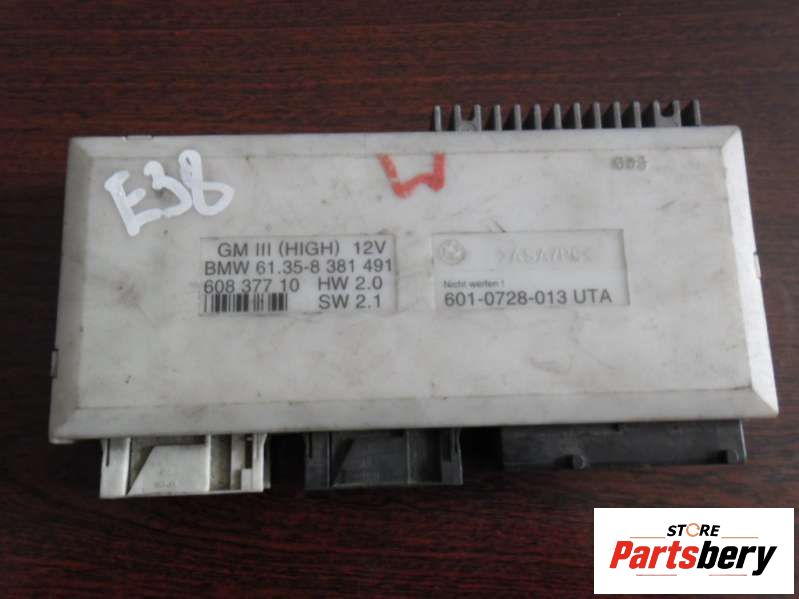 E38
W
GM III (HIGH) 12V
BMW 61.35-8 381 491
608 377 10 HW 2.0
SW 2.1
Nicht werfen !
601-0728-013 UTA
STORE
Partsbery